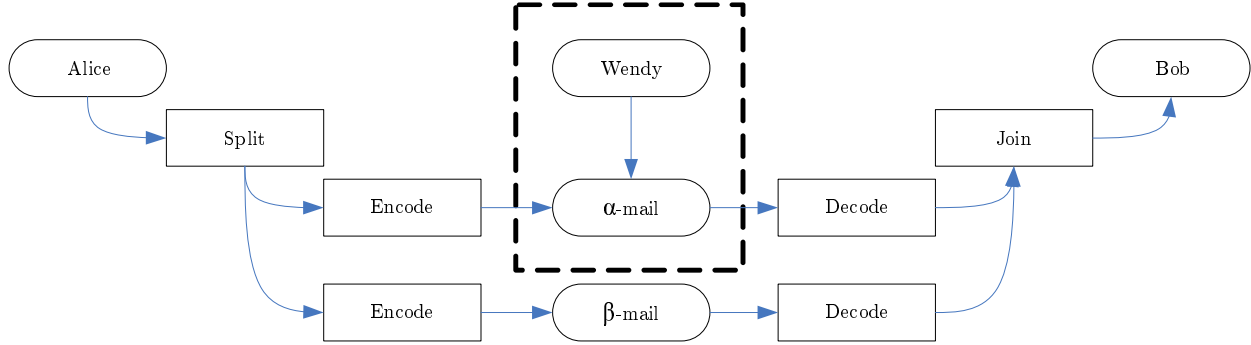 Alice
Wendy
Bob
Split
Join
Encode
α-mail
Decode
Encode
β-mail
Decode